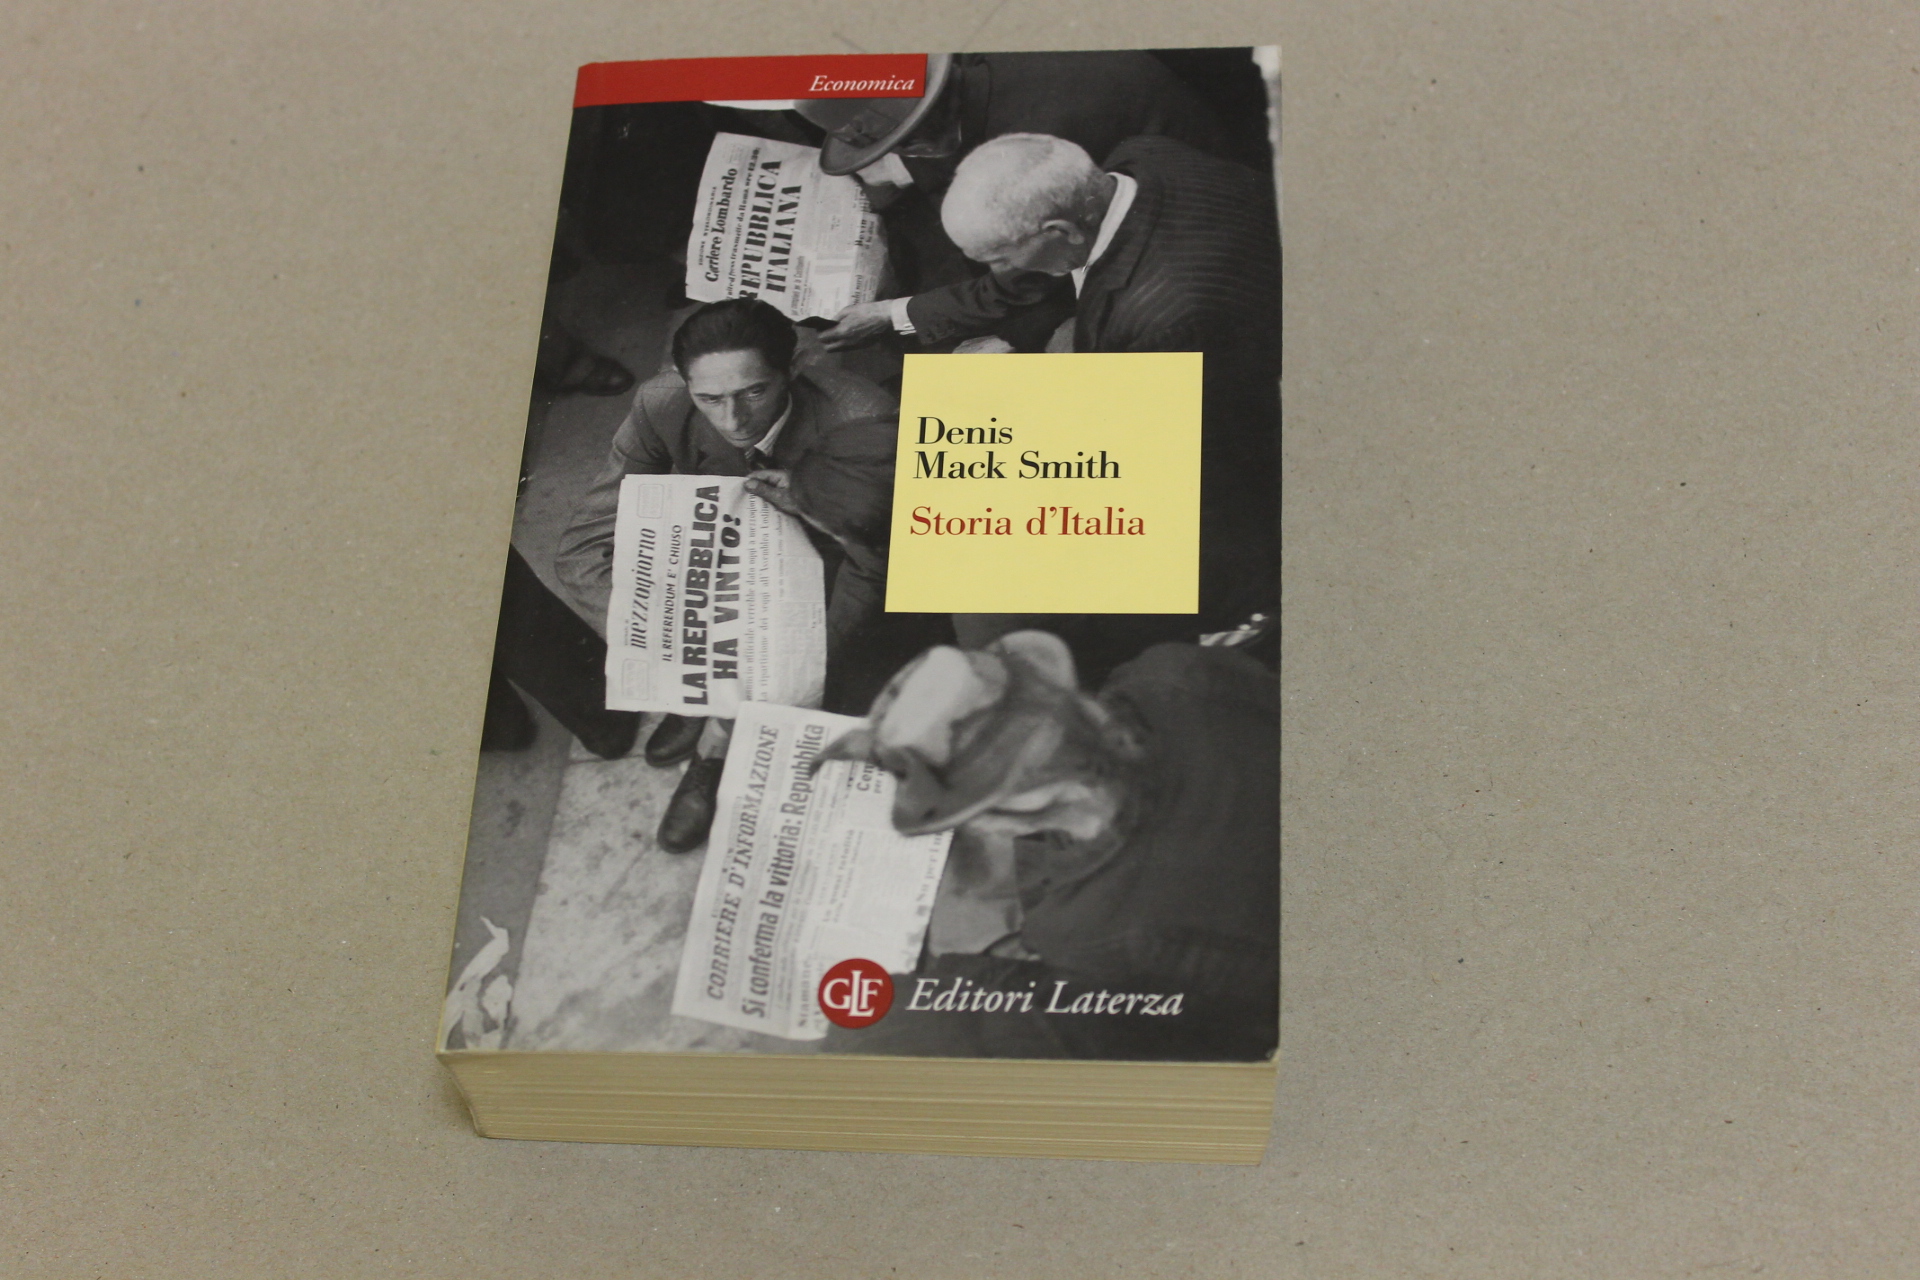 Economica
Corriere Lombardo
REPUBBLICA
ITALIANA
Denis
Mack Smith
Storia d'Italia
mezzogiorno
IL REFERENDUM E' CHIUSO
LA REPUBBLICA
HA VINTO!
CORRIERE D'INFORMAZIONE
Si conferma la vittoria: Repubblica
GLF
Editori Laterza